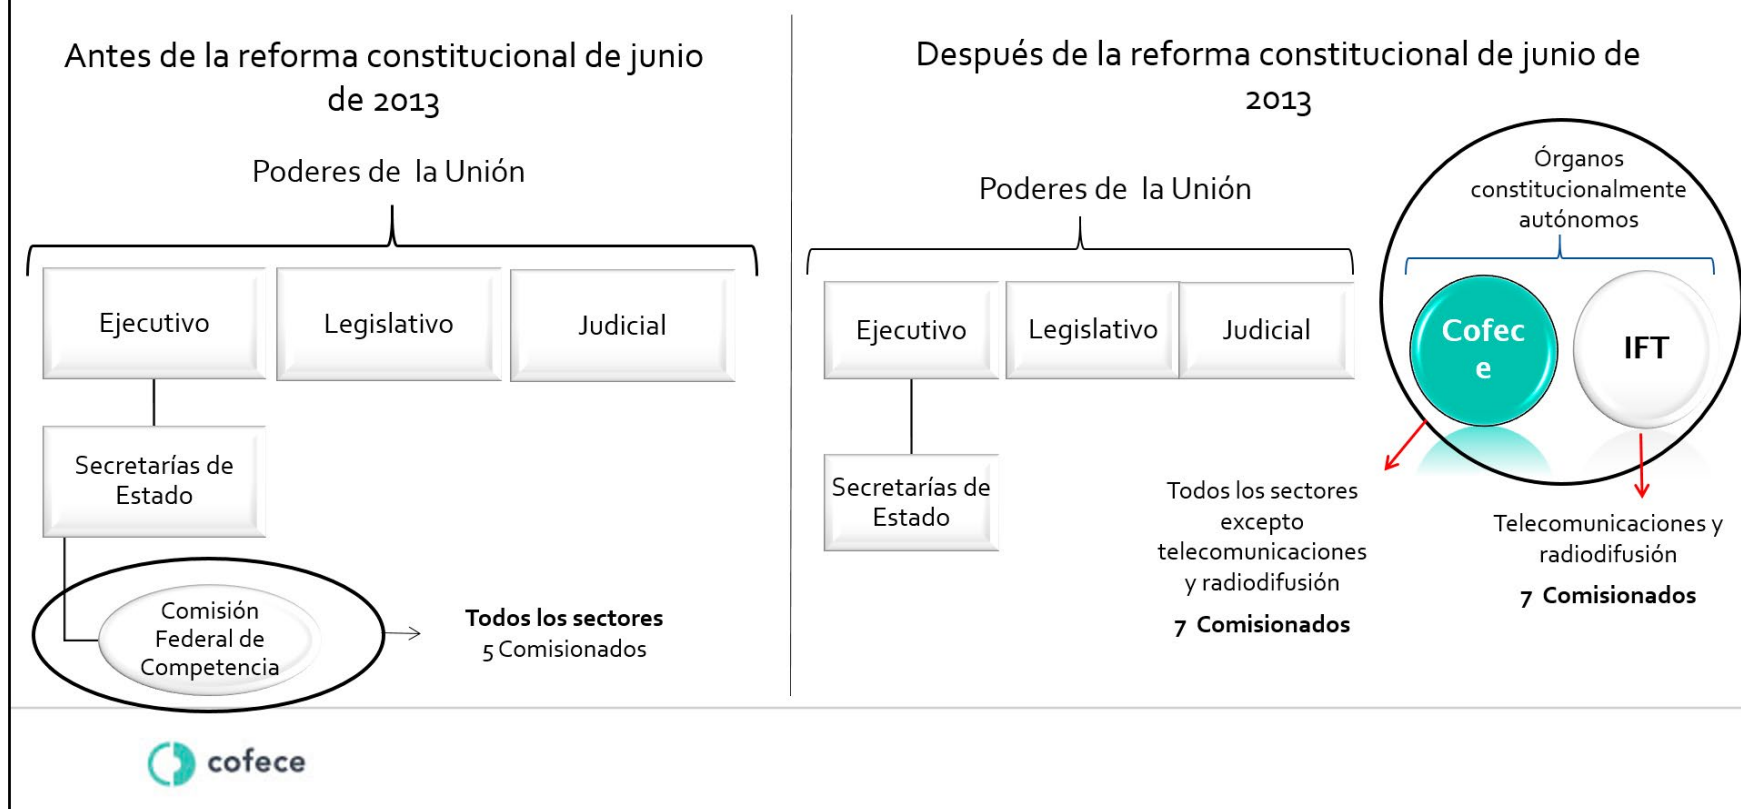 Antes de la reforma constitucional de junio
de 2013
Poderes de la Unión
Ejecutivo
Legislativo
Judicial
Secretarías de
Estado
Comisión
Federal de
Competencia
Todos los sectores
5 Comisionados
Después de la reforma constitucional de junio de
2013
Poderes de la Unión
Ejecutivo
Legislativo
Judicial
Secretarías de
Estado
Órganos
constitucionalmente
autónomos
Cofec
e
IFT
Todos los sectores
excepto
telecomunicaciones
y radiodifusión
7 Comisionados
Telecomunicaciones y
radiodifusión
7 Comisionados
cofece